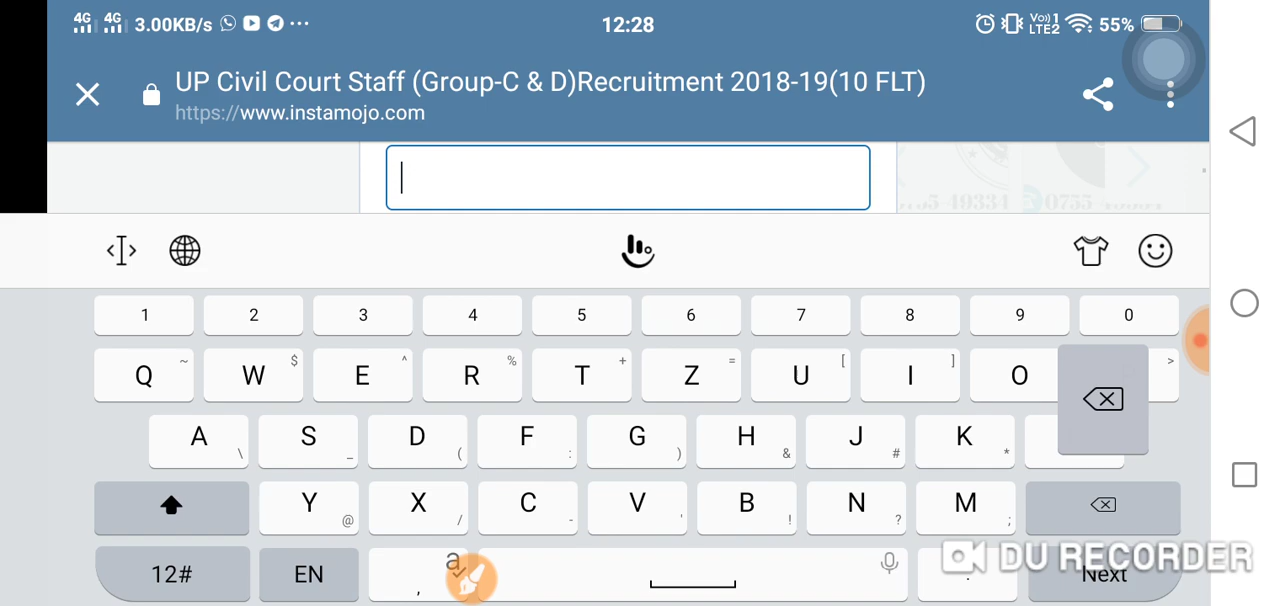 4G 4G 3.00KB/s ... 12:28 Vo)) 1 LTE2 55%
UP Civil Court Staff (Group-C & D)Recruitment 2018-19(10 FLT)
https://www.instamojo.com
1 2 3 4 5 6 7 8 9 0
Q ~ W $ E ^ R % T + Z = U [ I ] O >
A \ S _ D ( F : G ) H & J # K *
Y @ X / C - V ' B ! N ? M ;
12# EN , a . Next
DU RECORDER